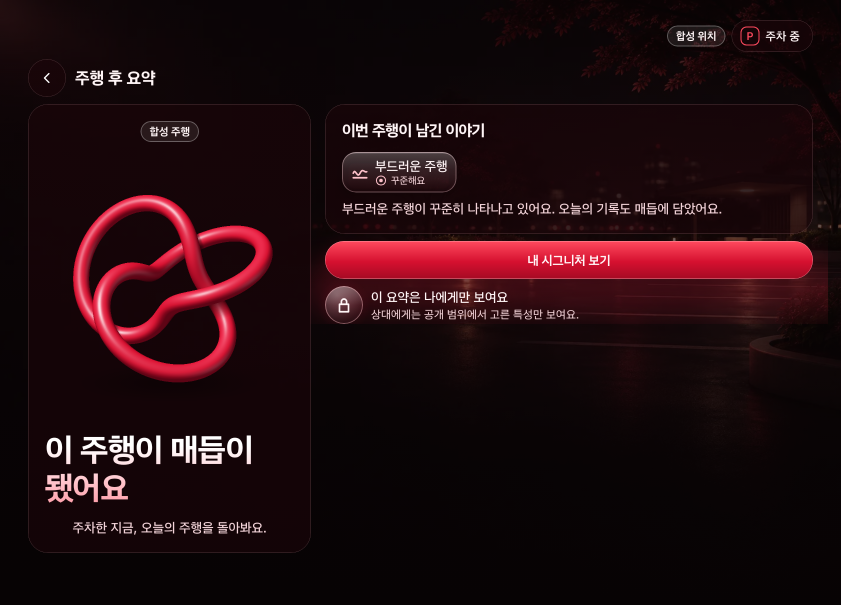 합성 위치
P 주차 중
주행 후 요약
합성 주행
이 주행이 매듭이
됐어요
주차한 지금, 오늘의 주행을 돌아봐요.
이번 주행이 남긴 이야기
부드러운 주행
꾸준해요
부드러운 주행이 꾸준히 나타나고 있어요. 오늘의 기록도 매듭에 담았어요.
내 시그니처 보기
이 요약은 나에게만 보여요
상대에게는 공개 범위에서 고른 특성만 보여요.